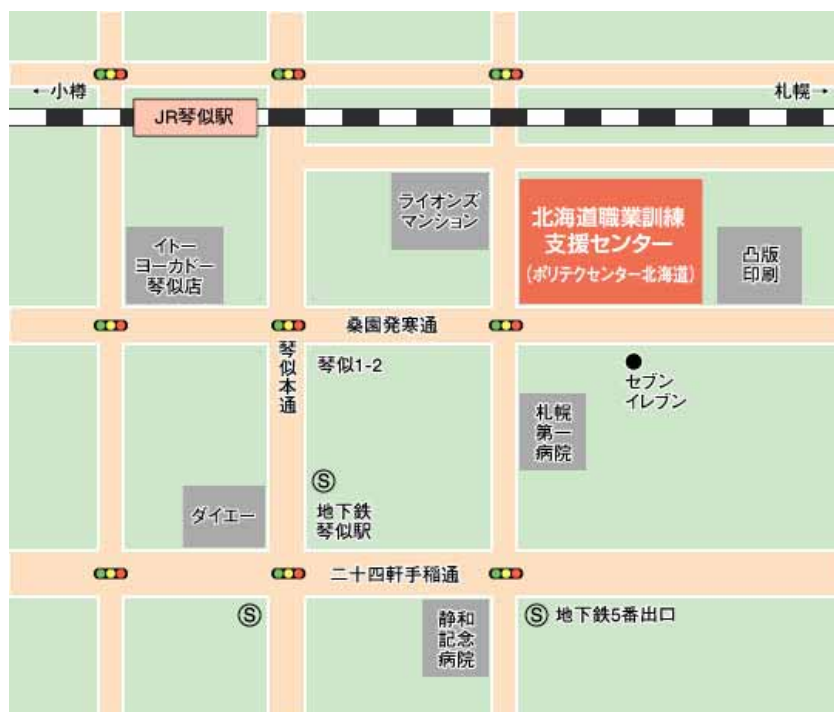 ←小樽
札幌→
JR琴似駅
ライオンズ
マンション
北海道職業訓練
支援センター
(ポリテクセンター北海道)
イトー
ヨーカドー
琴似店
凸版
印刷
桑園発寒通
琴似本通
琴似1-2
セブン
イレブン
札幌
第一
病院
Ⓢ
地下鉄
琴似駅
ダイエー
二十四軒手稲通
Ⓢ
静和
記念
病院
Ⓢ 地下鉄5番出口